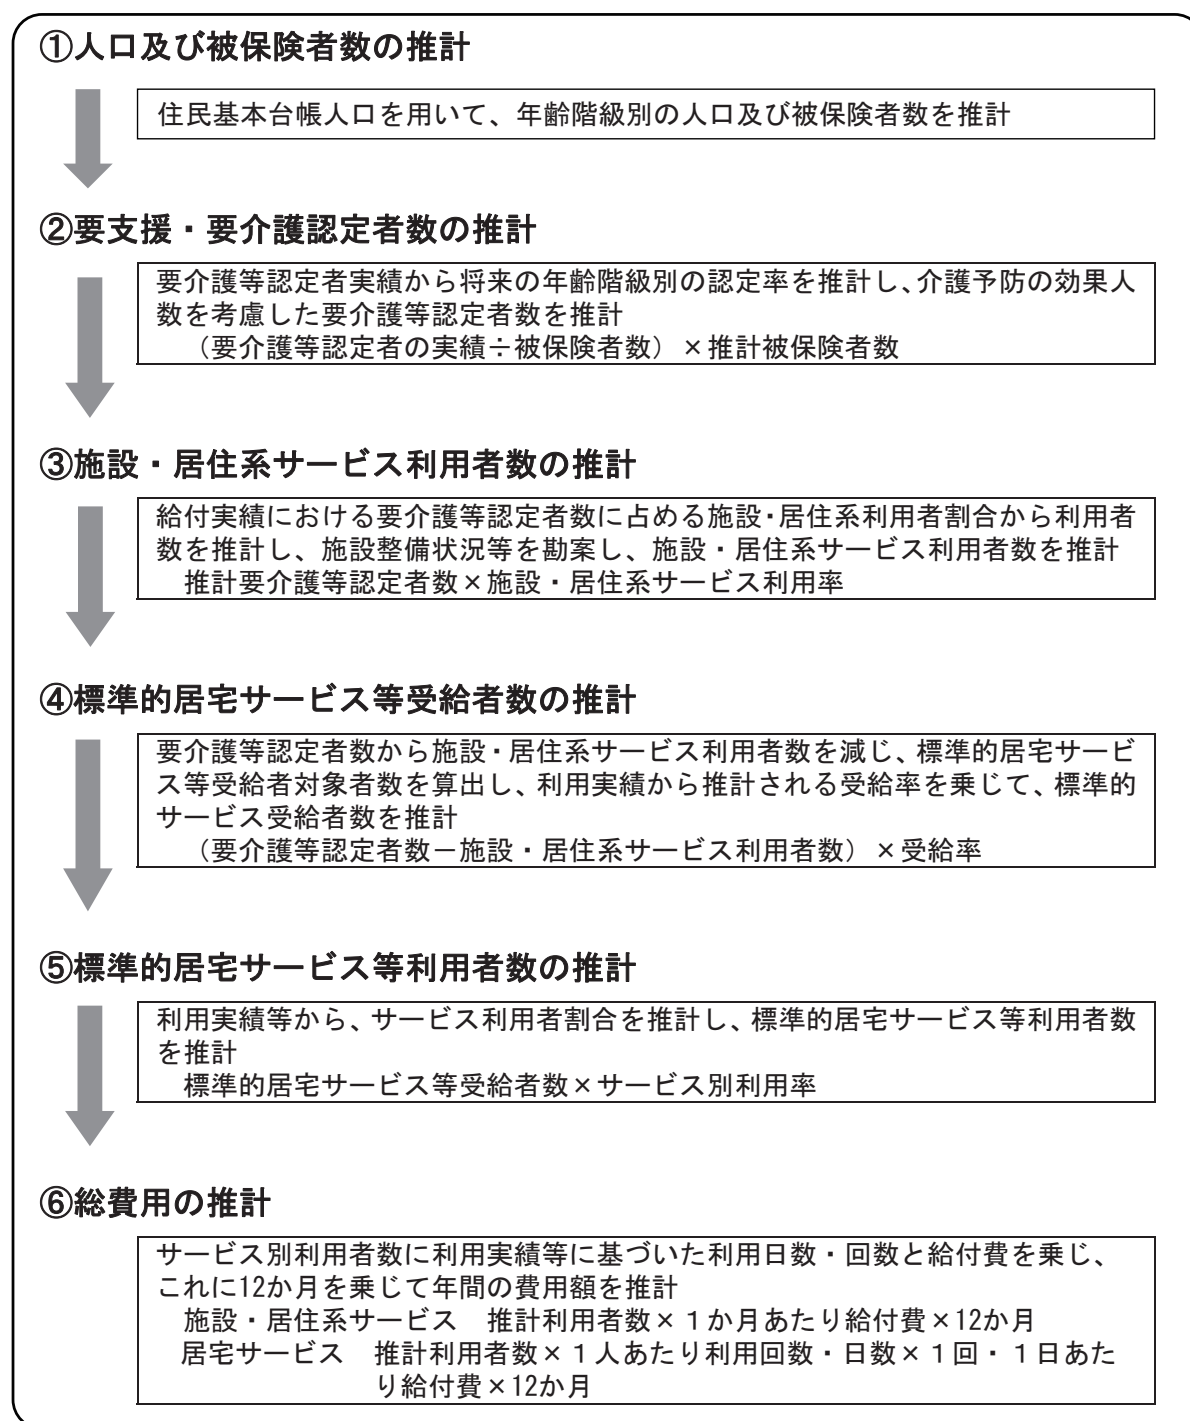 ①人口及び被保険者数の推計
住民基本台帳人口を用いて、年齢階級別の人口及び被保険者数を推計
②要支援・要介護認定者数の推計
要介護等認定者実績から将来の年齢階級別の認定率を推計し、介護予防の効果人
数を考慮した要介護等認定者数を推計
（要介護等認定者の実績÷被保険者数）×推計被保険者数
③施設・居住系サービス利用者数の推計
給付実績における要介護等認定者数に占める施設・居住系利用者割合から利用者
数を推計し、施設整備状況等を勘案し、施設・居住系サービス利用者数を推計
推計要介護等認定者数×施設・居住系サービス利用率
④標準的居宅サービス等受給者数の推計
要介護等認定者数から施設・居住系サービス利用者数を減じ、標準的居宅サービ
ス等受給者対象者数を算出し、利用実績から推計される受給率を乗じて、標準的
サービス受給者数を推計
（要介護等認定者数－施設・居住系サービス利用者数）×受給率
⑤標準的居宅サービス等利用者数の推計
利用実績等から、サービス利用者割合を推計し、標準的居宅サービス等利用者数
を推計
標準的居宅サービス等受給者数×サービス別利用率
⑥総費用の推計
サービス別利用者数に利用実績等に基づいた利用日数・回数と給付費を乗じ、
これに12か月を乗じて年間の費用額を推計
施設・居住系サービス　推計利用者数×１か月あたり給付費×12か月
居宅サービス　推計利用者数×１人あたり利用回数・日数×１回・１日あた
り給付費×12か月